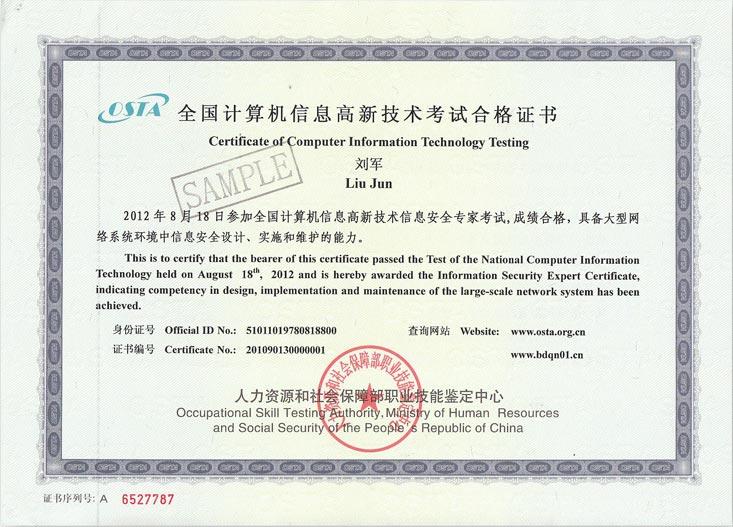 OSTA 全国计算机信息高新技术考试合格证书
Certificate of Computer Information Technology Testing
刘军
Liu Jun
SAMPLE
2012 年 8 月 18 日参加全国计算机信息高新技术信息安全专家考试,成绩合格，具备大型网
络系统环境中信息安全设计、实施和维护的能力。
This is to certify that the bearer of this certificate passed the Test of the National Computer Information
Technology held on August 18th, 2012 and is hereby awarded the Information Security Expert Certificate,
indicating competency in design, implementation and maintenance of the large-scale network system has been
achieved.
身份证号 Official ID No.: 51011019780818800 查询网站 Website: www.osta.org.cn
证书编号 Certificate No.: 201090130000001
www.bdqn01.cn
人力资源和社会保障部职业技能鉴定中心
Occupational Skill Testing Authority, Ministry of Human Resources
and Social Security of the People's Republic of China
证书序列号: A 6527787